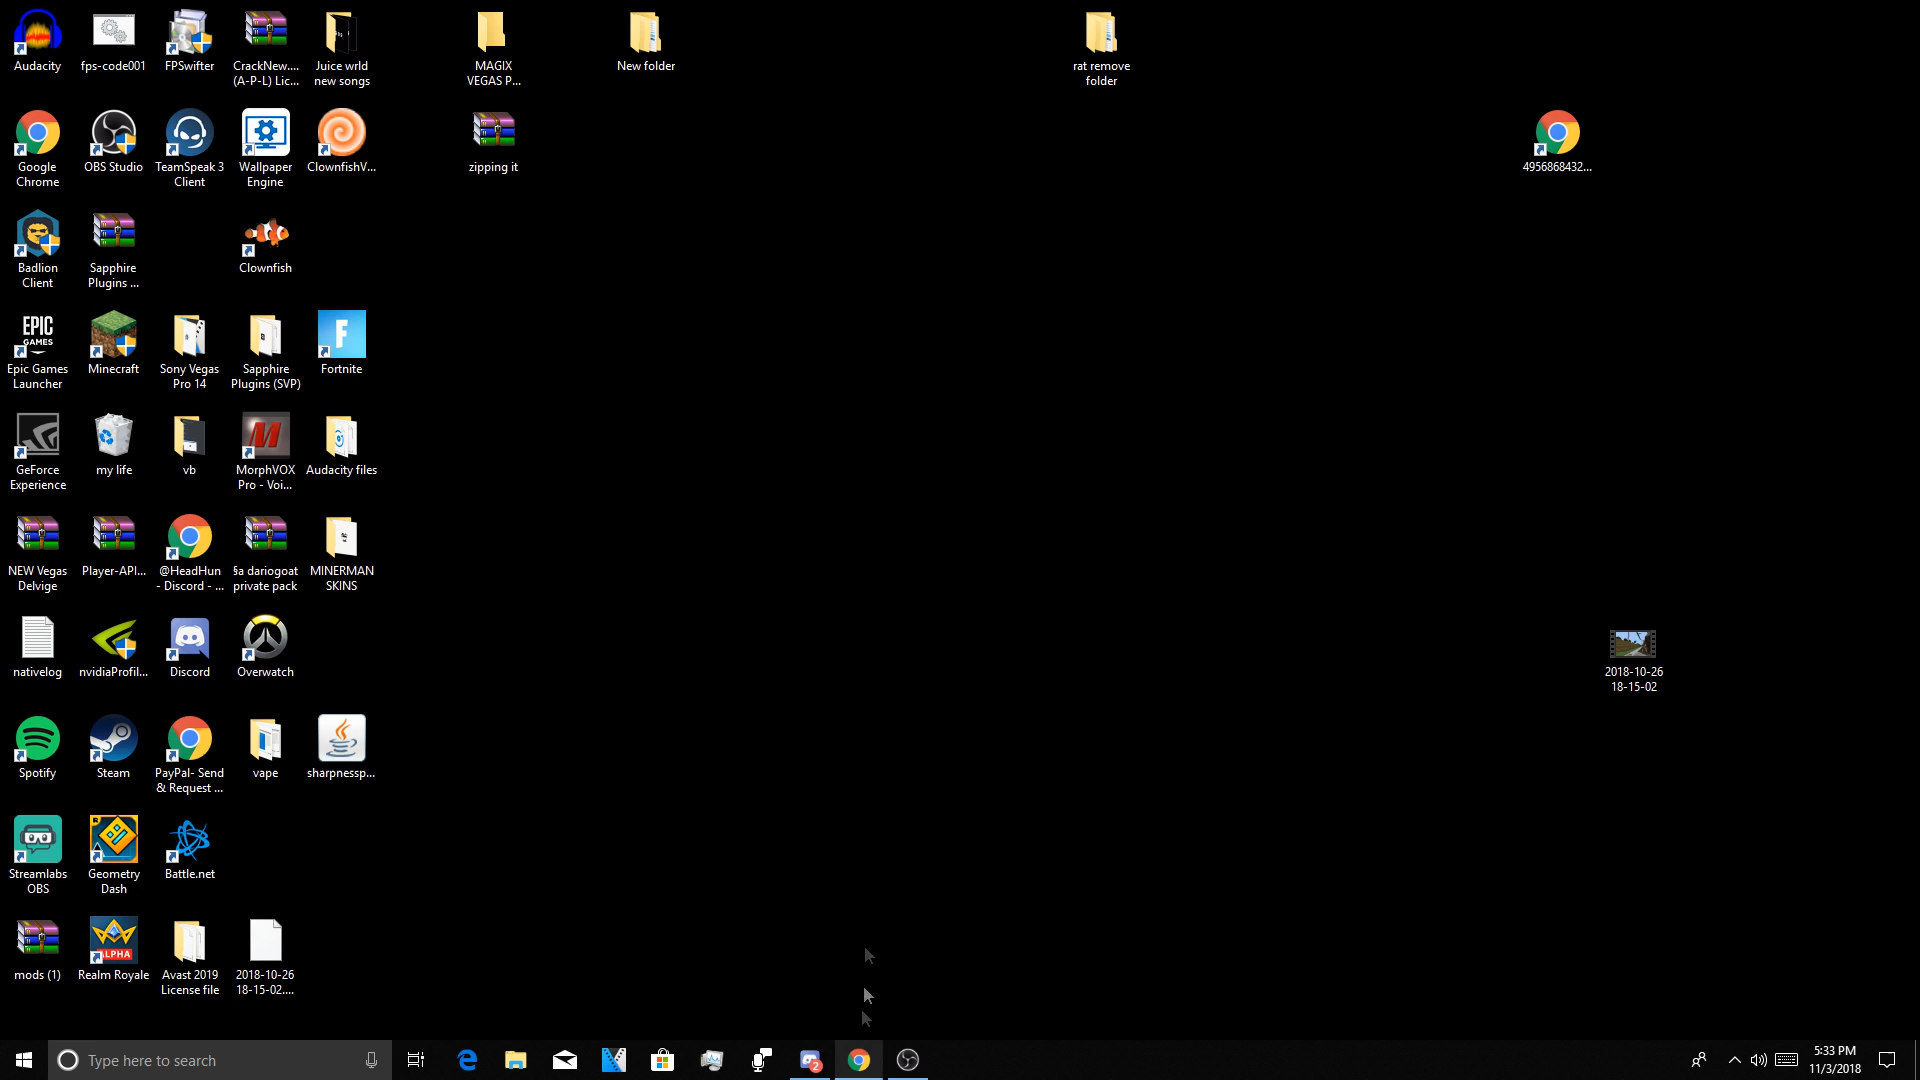 Audacity
fps-code001
FPSwifter
CrackNew....
(A-P-L) Lic...
Juice wrld
new songs
MAGIX
VEGAS P...
New folder
rat remove
folder
Google
Chrome
OBS Studio
TeamSpeak 3
Client
Wallpaper
Engine
ClownfishV...
zipping it
4956868432...
Badlion
Client
Sapphire
Plugins ...
Clownfish
EPIC
GAMES
Epic Games
Launcher
Minecraft
Sony Vegas
Pro 14
Sapphire
Plugins (SVP)
F
Fortnite
GeForce
Experience
my life
vb
M
MorphVOX
Pro - Voi...
Audacity files
NEW Vegas
Delvige
Player-API...
@HeadHun
- Discord - ...
§a dariogoat
private pack
MINERMAN
SKINS
nativelog
nvidiaProfil...
Discord
Overwatch
2018-10-26
18-15-02
Spotify
Steam
PayPal- Send
& Request ...
vape
sharpnessp...
Streamlabs
OBS
Geometry
Dash
Battle.net
mods (1)
ALPHA
Realm Royale
Avast 2019
License file
2018-10-26
18-15-02....
Type here to search
2
5:33 PM
11/3/2018